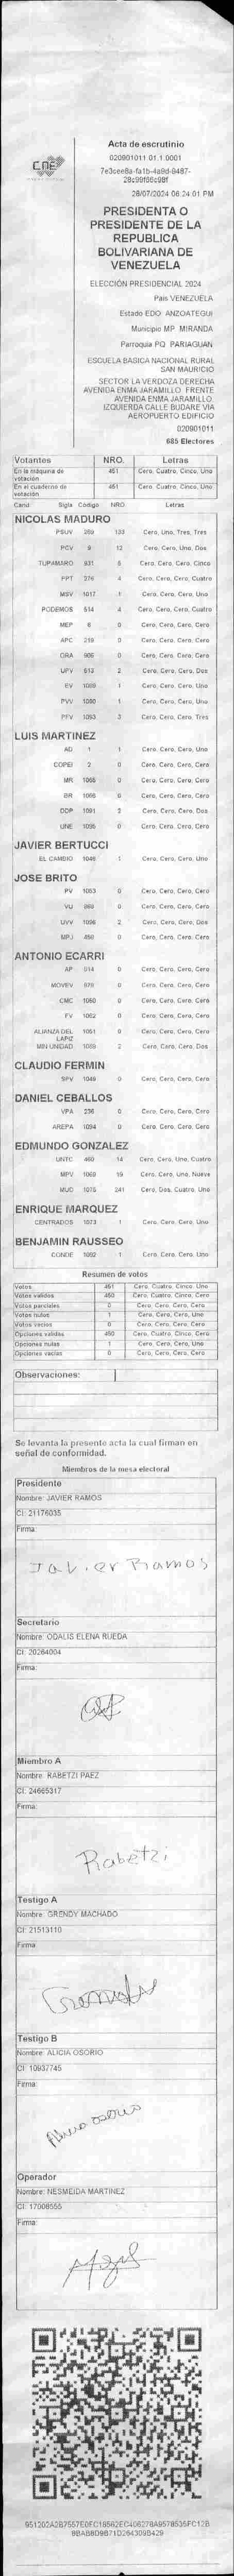 CNE
Acta de escrutinio
020901011.01.1.0001
28/07/2024 06:24:01 PM
PRESIDENTA O
PRESIDENTE DE LA
REPUBLICA
BOLIVARIANA DE
VENEZUELA
ELECCIÓN PRESIDENCIAL 2024
País VENEZUELA
Estado EDO. ANZOATEGUI
Municipio MP. MIRANDA
Parroquia PQ. PARIAGUAN
ESCUELA BASICA NACIONAL RURAL
SAN MAURICIO
SECTOR LA VERDOZA DERECHA
AVENIDA ENMA JARAMILLO. FRENTE
AVENIDA ENMA JARAMILLO.
IZQUIERDA CALLE BUDARE VIA
AEROPUERTO EDIFICIO
020901011
685 Electores
Votantes NRO. Letras
En la máquina de votación 451 Cero, Cuatro, Cinco, Uno
En el cuaderno de votación 451 Cero, Cuatro, Cinco, Uno
Cand. Sigla Código NRO. Letras
NICOLAS MADURO
PSUV 133 Cero, Uno, Tres, Tres
PCV 12 Cero, Cero, Uno, Dos
TUPAMARO 5 Cero, Cero, Cero, Cinco
PPT 4 Cero, Cero, Cero, Cuatro
MSV 1017 1 Cero, Cero, Cero, Uno
PODEMOS 514 4 Cero, Cero, Cero, Cuatro
MEP 6 0 Cero, Cero, Cero, Cero
APC 219 0 Cero, Cero, Cero, Cero
ORA 906 0 Cero, Cero, Cero, Cero
UPV 613 2 Cero, Cero, Cero, Dos
EV 1 Cero, Cero, Cero, Uno
PVV 1080 1 Cero, Cero, Cero, Uno
PFV 1093 3 Cero, Cero, Cero, Tres
LUIS MARTINEZ
AD 1 1 Cero, Cero, Cero, Uno
COPEI 2 0 Cero, Cero, Cero, Cero
MR 1066 0 Cero, Cero, Cero, Cero
BR 0 Cero, Cero, Cero, Cero
DDP 1091 2 Cero, Cero, Cero, Dos
UNE 1095 0 Cero, Cero, Cero, Cero
JAVIER BERTUCCI
EL CAMBIO 1046 1 Cero, Cero, Cero, Uno
JOSE BRITO
PV 1053 0 Cero, Cero, Cero, Cero
VU 0 Cero, Cero, Cero, Cero
UVV 1096 2 Cero, Cero, Cero, Dos
MPJ 450 0 Cero, Cero, Cero, Cero
ANTONIO ECARRI
AP 914 0 Cero, Cero, Cero, Cero
MOVEV 0 Cero, Cero, Cero, Cero
CMC 1050 0 Cero, Cero, Cero, Cero
FV 1062 0 Cero, Cero, Cero, Cero
ALIANZA DEL LAPIZ 1051 0 Cero, Cero, Cero, Cero
MIN UNIDAD 2 Cero, Cero, Cero, Dos
CLAUDIO FERMIN
SPV 1049 0 Cero, Cero, Cero, Cero
DANIEL CEBALLOS
VPA 236 0 Cero, Cero, Cero, Cero
AREPA 1094 0 Cero, Cero, Cero, Cero
EDMUNDO GONZALEZ
UNTC 460 14 Cero, Cero, Uno, Cuatro
MPV 19 Cero, Cero, Uno, Nueve
MUD 1075 241 Cero, Dos, Cuatro, Uno
ENRIQUE MARQUEZ
CENTRADOS 1073 1 Cero, Cero, Cero, Uno
BENJAMIN RAUSSEO
CONDE 1092 1 Cero, Cero, Cero, Uno
Resumen de votos
Votos 451 Cero, Cuatro, Cinco, Uno
Votos válidos 450 Cero, Cuatro, Cinco, Cero
Votos parciales 0 Cero, Cero, Cero, Cero
Votos nulos 1 Cero, Cero, Cero, Uno
Votos vacíos 0 Cero, Cero, Cero, Cero
Opciones válidas 450 Cero, Cuatro, Cinco, Cero
Opciones nulas 1 Cero, Cero, Cero, Uno
Opciones vacías 0 Cero, Cero, Cero, Cero
Observaciones:
Se levanta la presente acta la cual firman en
señal de conformidad.
Miembros de la mesa electoral
Presidente
Nombre: JAVIER RAMOS
CI: 21176035
Firma:
Javier Ramos
Secretario
Nombre: ODALIS ELENA RUEDA
CI: 20264004
Firma:
Miembro A
Nombre: RABETZI PAEZ
CI: 24665317
Firma:
Rabetzi
Testigo A
Nombre: GRENDY MACHADO
CI: 21513110
Firma:
Testigo B
Nombre: ALICIA OSORIO
CI: 10937745
Firma:
Operador
Nombre: NESMEIDA MARTINEZ
CI: 17008555
Firma: